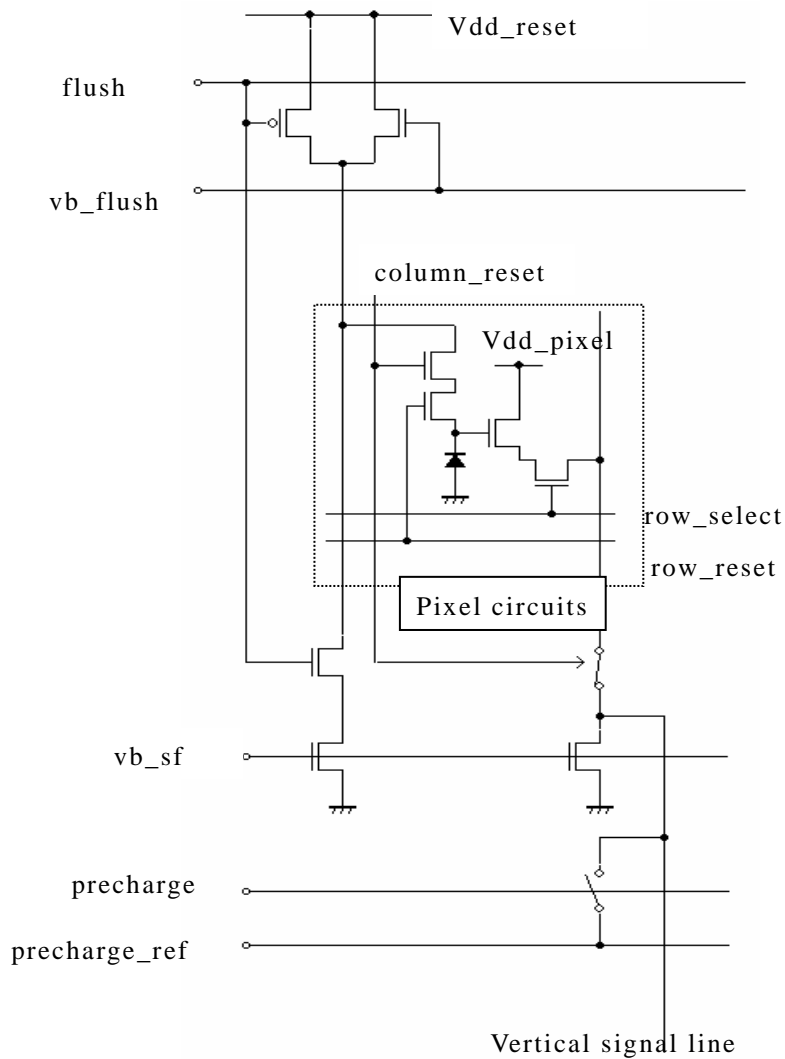 Vdd_reset
flush
vb_flush
column_reset
Vdd_pixel
row_select
row_reset
Pixel circuits
vb_sf
precharge
precharge_ref
Vertical signal line